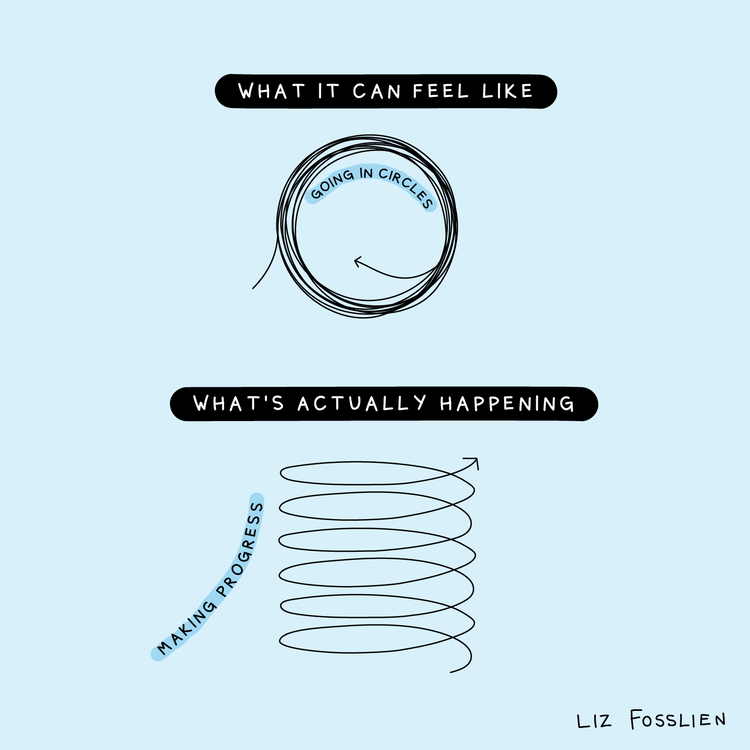 WHAT IT CAN FEEL LIKE
GOING IN CIRCLES
WHAT'S ACTUALLY HAPPENING
MAKING PROGRESS
LIZ FOSSLIEN